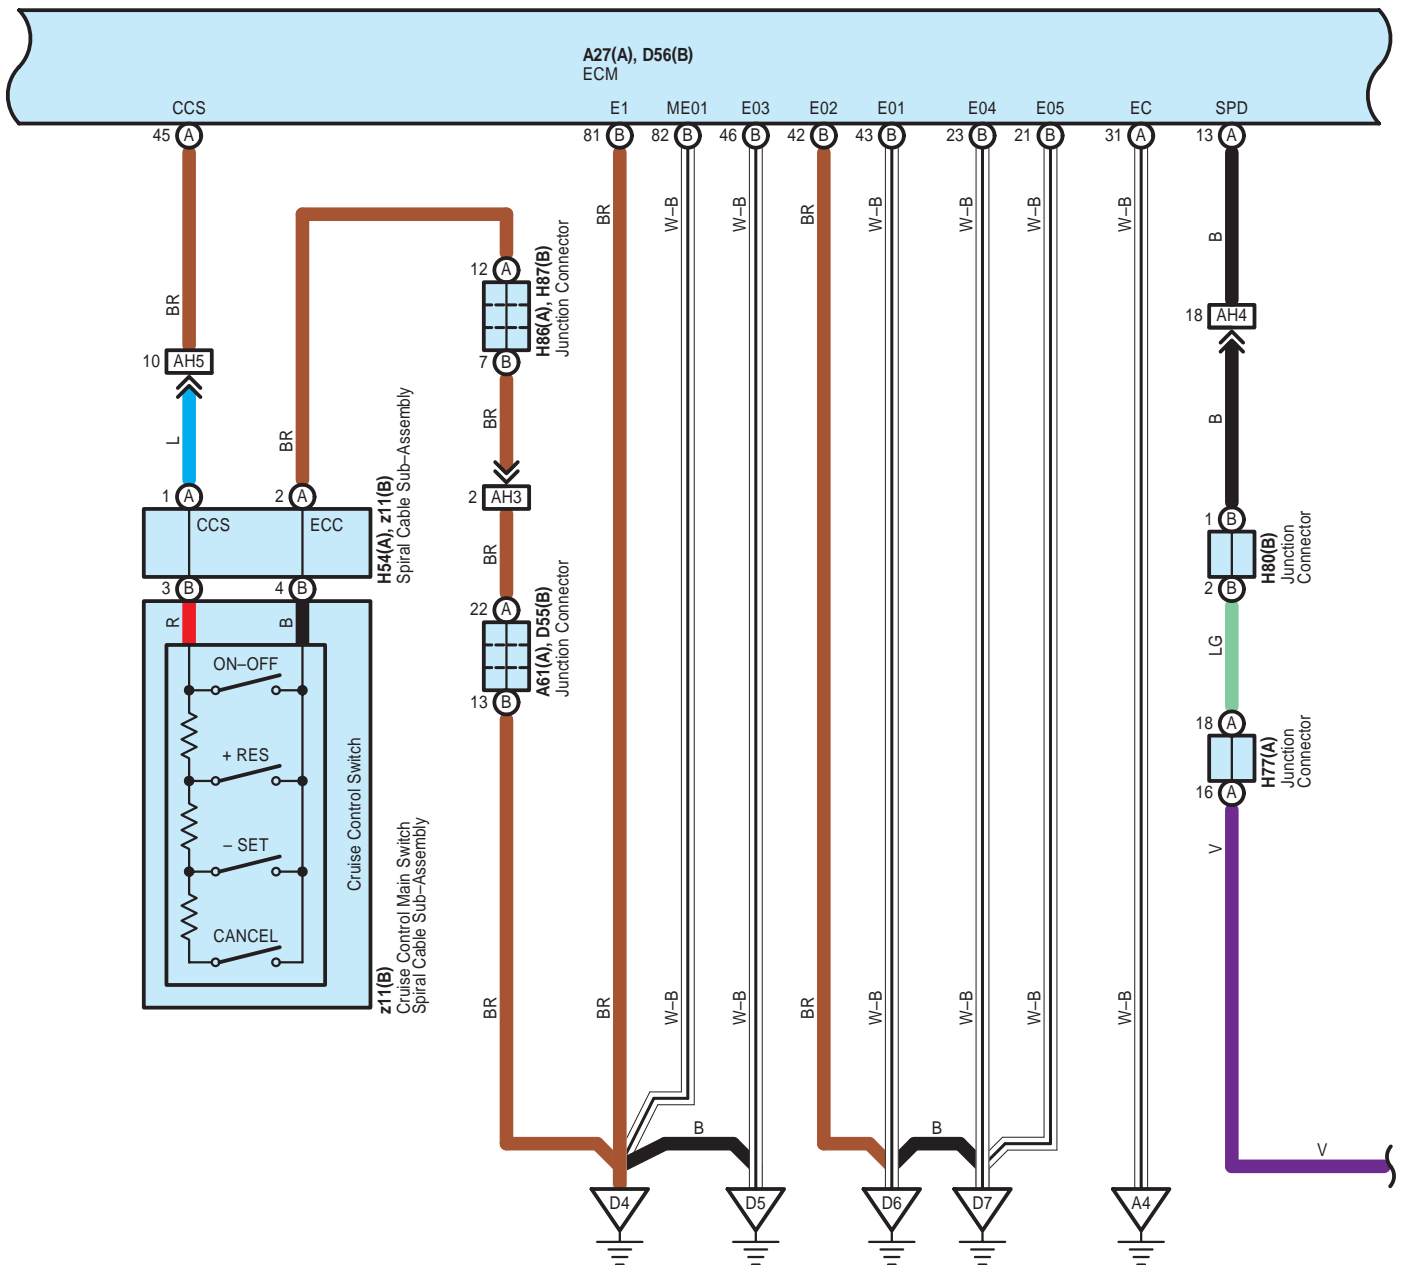 A27(A), D56(B)
ECM
CCS E1 ME01 E03 E02 E01 E04 E05 EC SPD
45 A 81 B 82 B 46 B 42 B 43 B 23 B 21 B 31 A 13 A
BR W–B W–B BR W–B W–B W–B W–B B
12 A
H86(A), H87(B)
Junction Connector
BR
18 AH4
10 AH5
7 B
L
BR
BR
B
H54(A), z11(B)
Spiral Cable Sub–Assembly
1 A 2 A
2 AH3
CCS ECC
BR
1 B
H80(B)
Junction
Connector
3 B 4 B
2 B
R B
22 A
A61(A), D55(B)
Junction Connector
LG
ON–OFF
13 B
18 A
H77(A)
Junction
Connector
+ RES
16 A
– SET
V
CANCEL
Cruise Control Switch
z11(B)
Cruise Control Main Switch
Spiral Cable Sub–Assembly
BR BR W–B W–B BR W–B W–B W–B W–B
B B V
D4 D5 D6 D7 A4